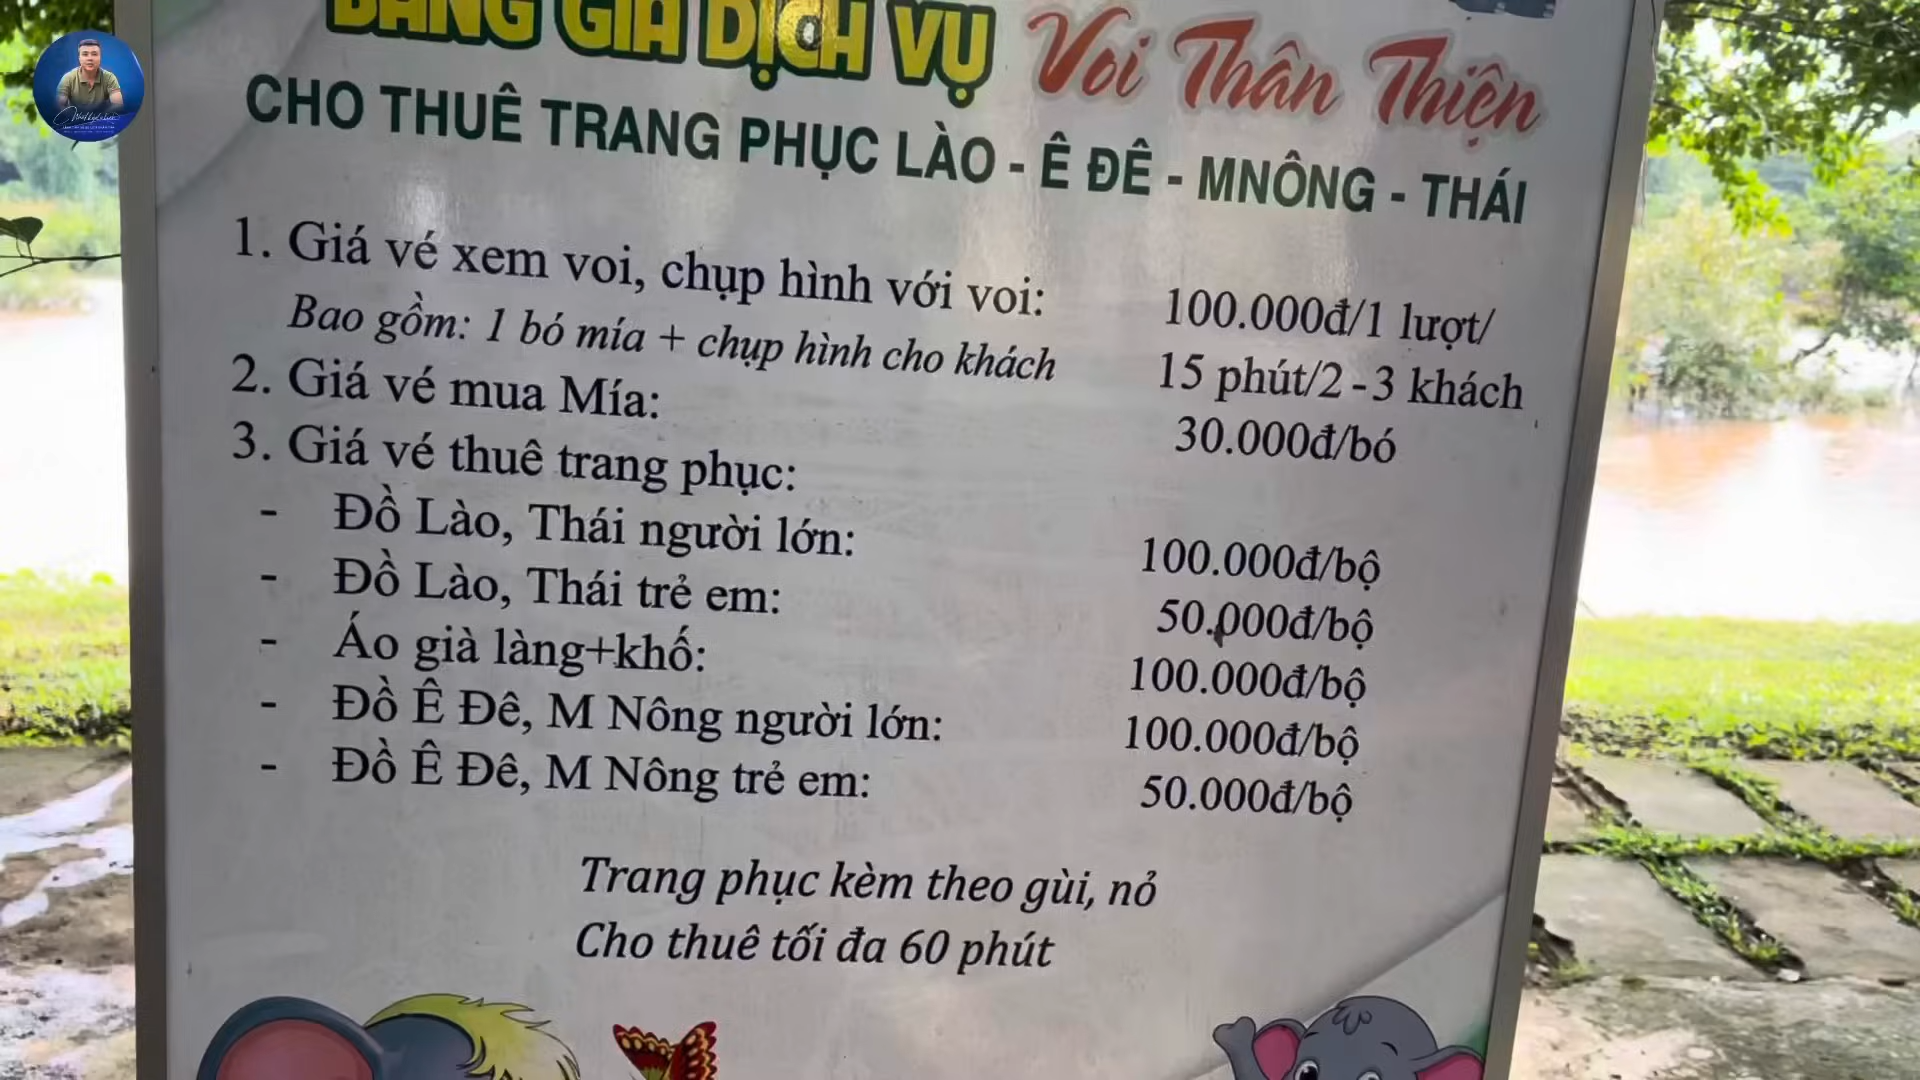 BẢNG GIÁ DỊCH VỤ Voi Thân Thiện
CHO THUÊ TRANG PHỤC LÀO - Ê ĐÊ - MNÔNG - THÁI
1. Giá vé xem voi, chụp hình với voi: 100.000đ/1 lượt/
Bao gồm: 1 bó mía + chụp hình cho khách 15 phút/2-3 khách
2. Giá vé mua Mía: 30.000đ/bó
3. Giá vé thuê trang phục:
- Đồ Lào, Thái người lớn: 100.000đ/bộ
- Đồ Lào, Thái trẻ em: 50.000đ/bộ
- Áo già làng+khố: 100.000đ/bộ
- Đồ Ê Đê, M Nông người lớn: 100.000đ/bộ
- Đồ Ê Đê, M Nông trẻ em: 50.000đ/bộ
Trang phục kèm theo gùi, nỏ
Cho thuê tối đa 60 phút